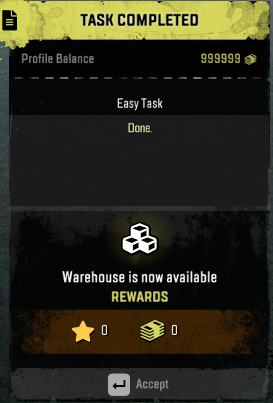 TASK COMPLETED
Profile Balance 999999
Easy Task
Done.
Warehouse is now available
REWARDS
0 0
Accept